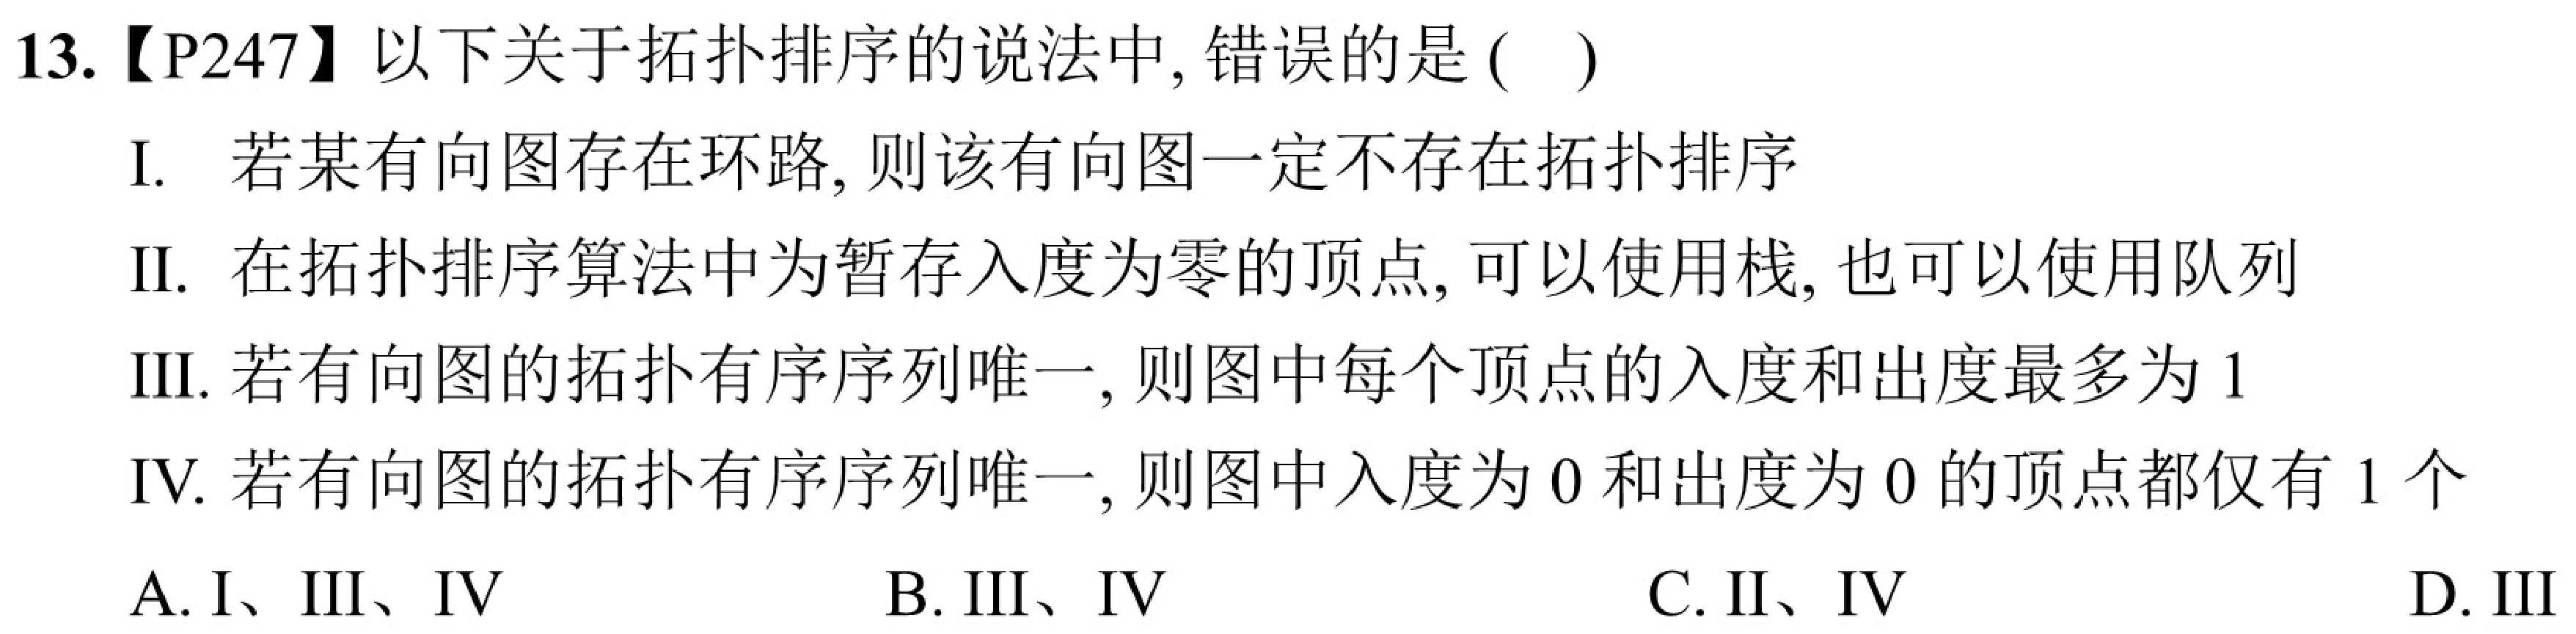 13.【P247】以下关于拓扑排序的说法中, 错误的是 ( )
I. 若某有向图存在环路, 则该有向图一定不存在拓扑排序
II. 在拓扑排序算法中为暂存入度为零的顶点, 可以使用栈, 也可以使用队列
III. 若有向图的拓扑有序序列唯一, 则图中每个顶点的入度和出度最多为 1
IV. 若有向图的拓扑有序序列唯一, 则图中入度为 0 和出度为 0 的顶点都仅有 1 个
A. I、III、IV B. III、IV C. II、IV D. III